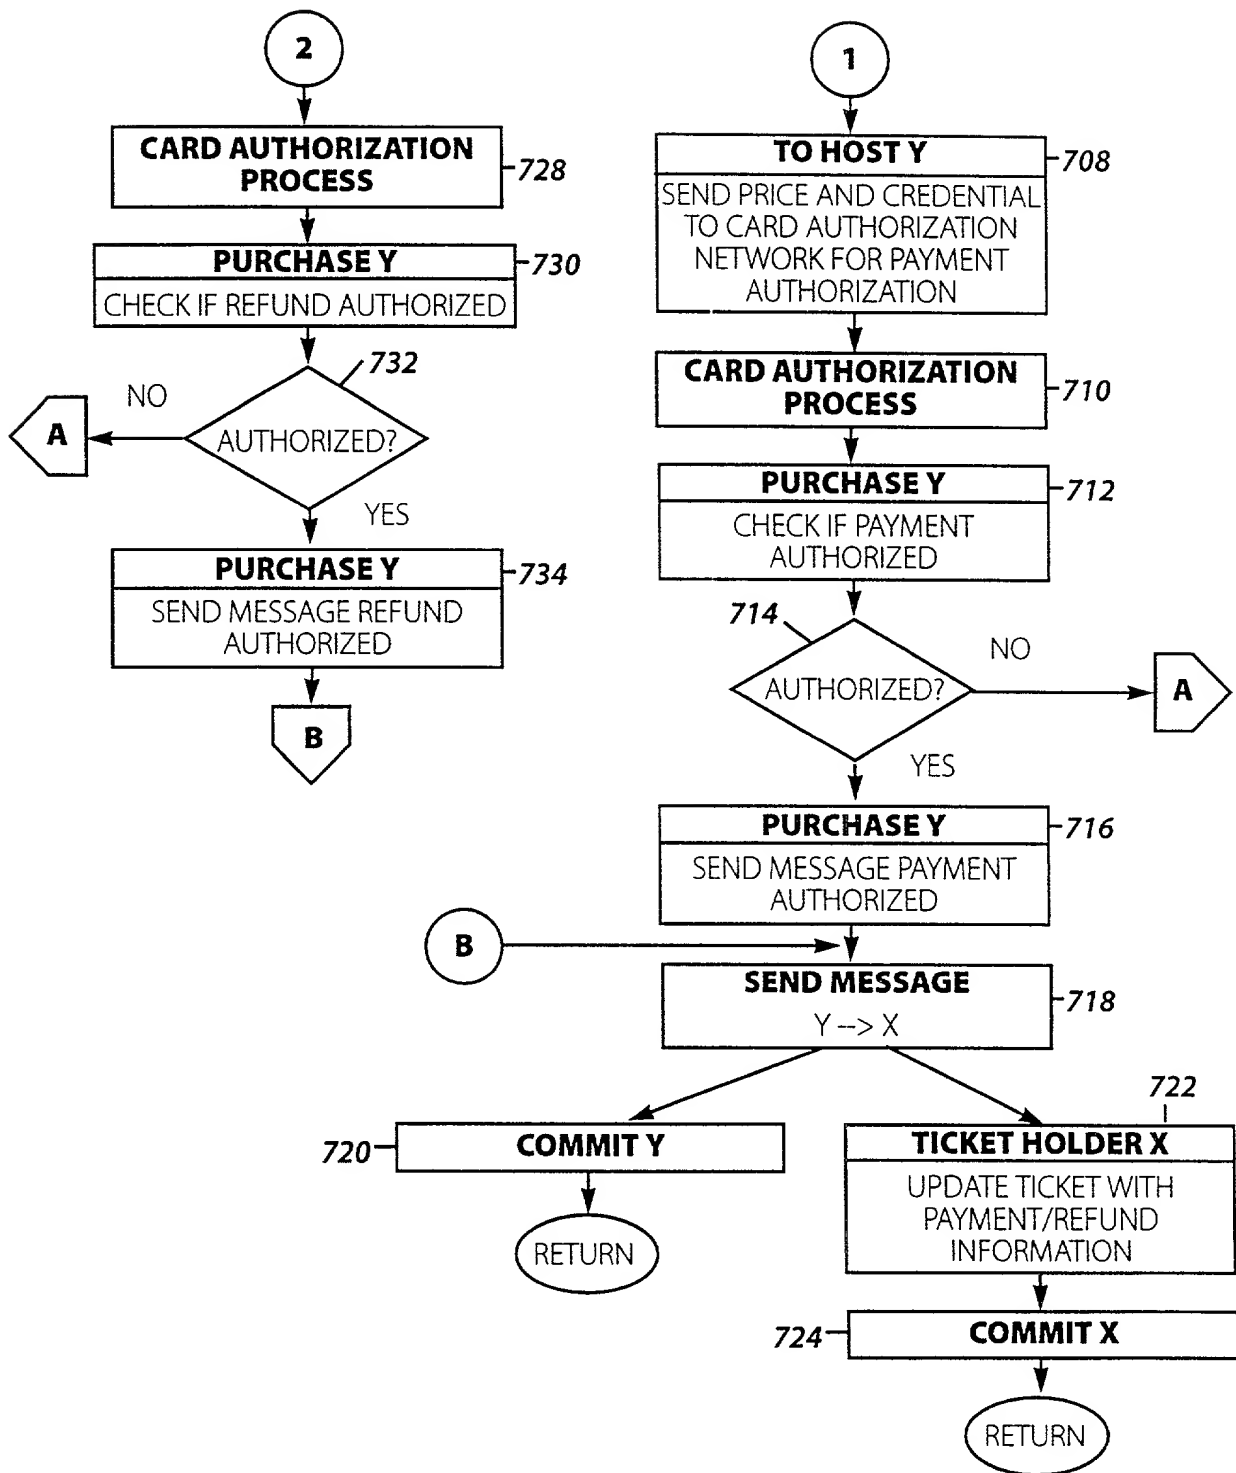 2
CARD AUTHORIZATION
PROCESS
728
PURCHASE Y
730
CHECK IF REFUND AUTHORIZED
732
NO
A
AUTHORIZED?
YES
PURCHASE Y
734
SEND MESSAGE REFUND
AUTHORIZED
B
1
TO HOST Y
708
SEND PRICE AND CREDENTIAL
TO CARD AUTHORIZATION
NETWORK FOR PAYMENT
AUTHORIZATION
CARD AUTHORIZATION
PROCESS
710
PURCHASE Y
712
CHECK IF PAYMENT
AUTHORIZED
714
NO
AUTHORIZED?
A
YES
PURCHASE Y
716
SEND MESSAGE PAYMENT
AUTHORIZED
B
SEND MESSAGE
718
Y --> X
720
COMMIT Y
RETURN
722
TICKET HOLDER X
UPDATE TICKET WITH
PAYMENT/REFUND
INFORMATION
724
COMMIT X
RETURN